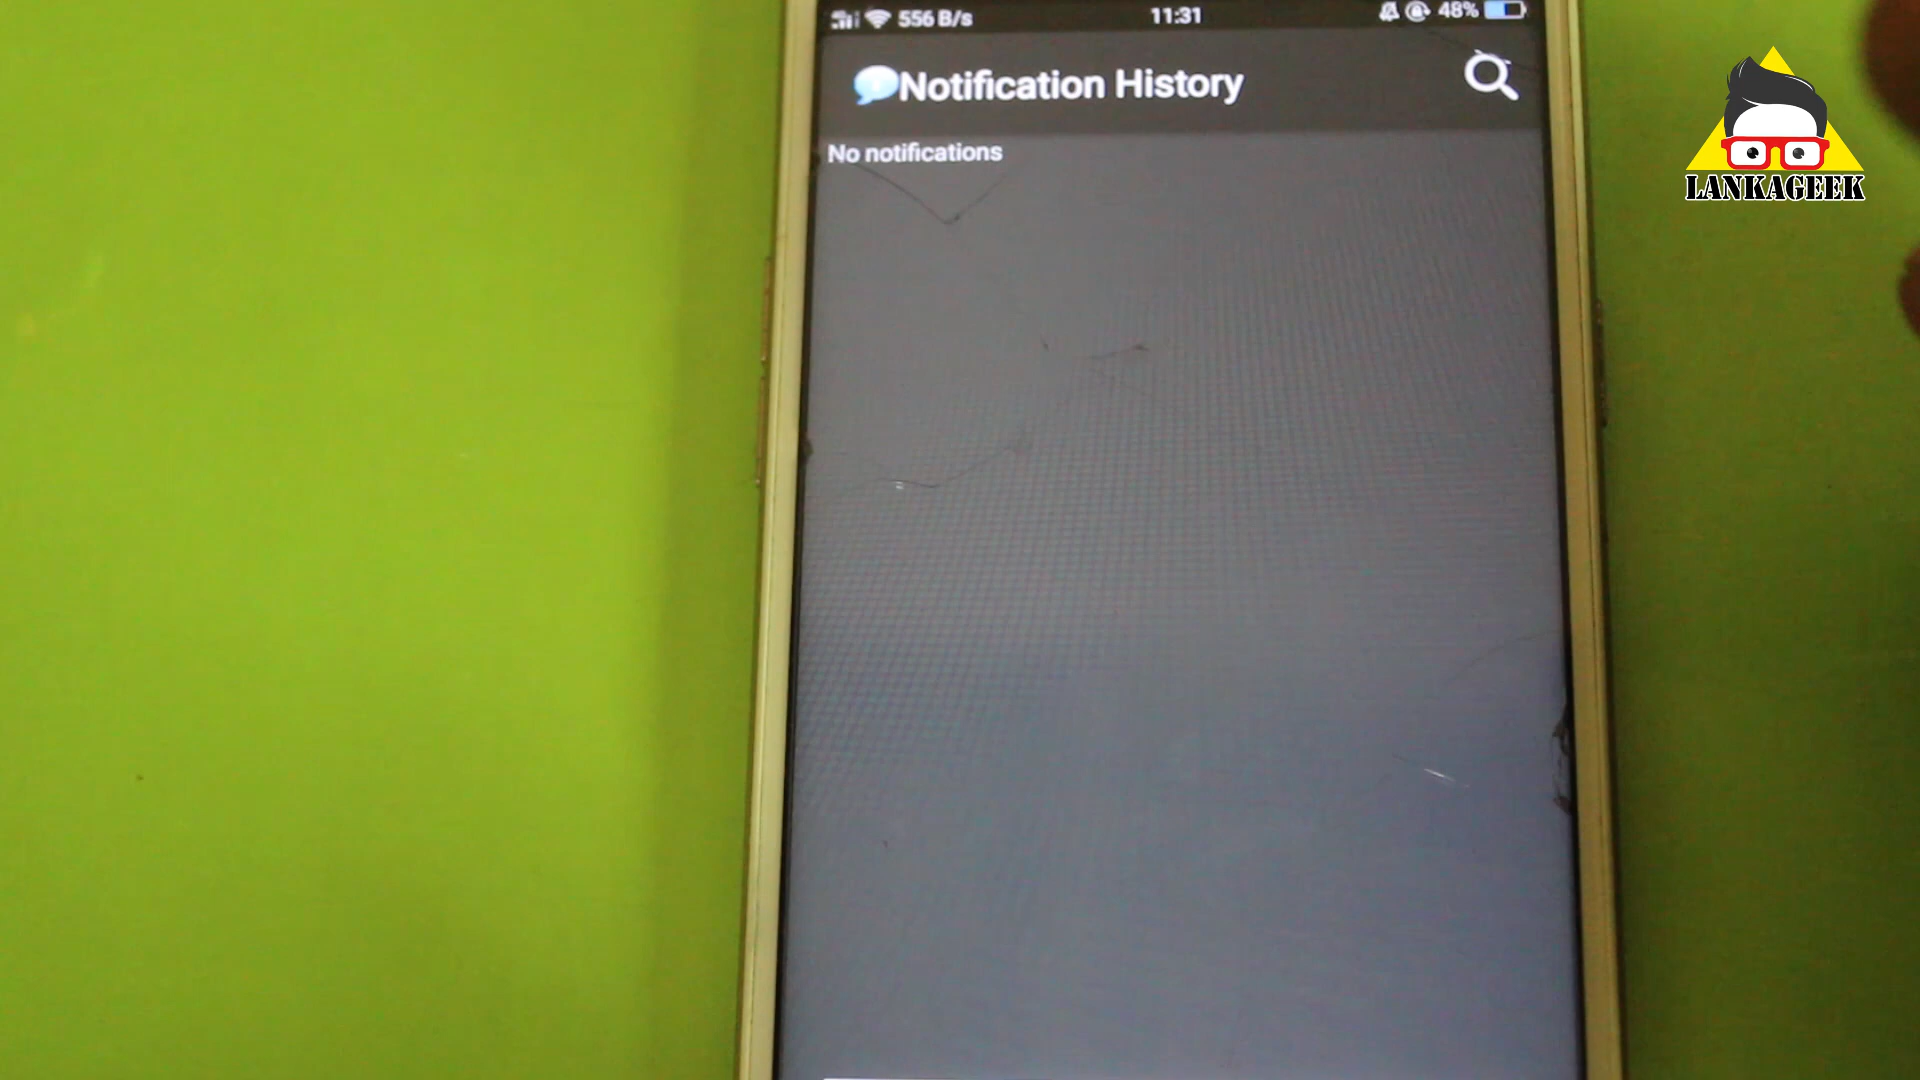 556 B/s 11:31 48%
Notification History
No notifications
LANKAGEEK